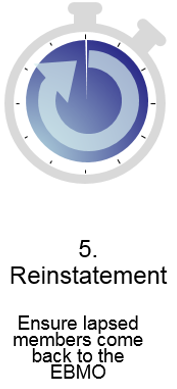 5.
Reinstatement
Ensure lapsed
members come
back to the
EBMO